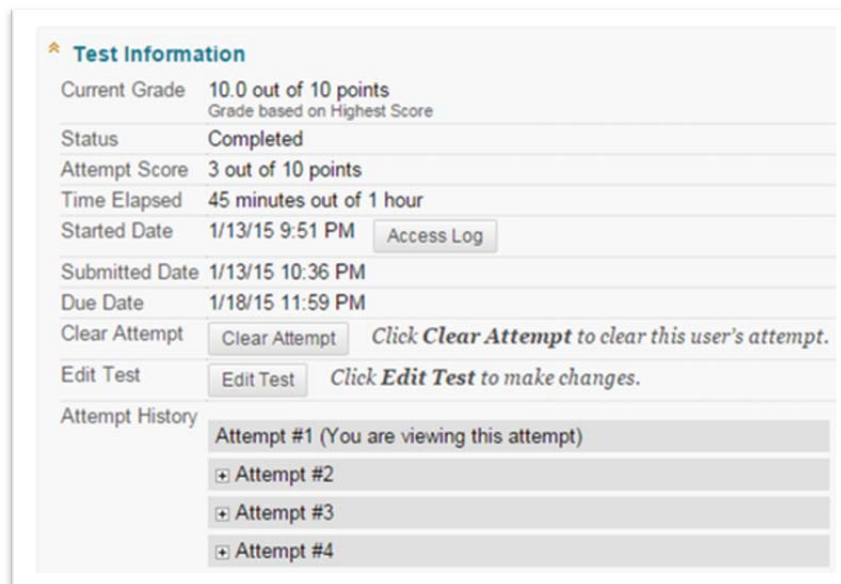 Test Information
Current Grade 10.0 out of 10 points
Grade based on Highest Score
Status Completed
Attempt Score 3 out of 10 points
Time Elapsed 45 minutes out of 1 hour
Started Date 1/13/15 9:51 PM Access Log
Submitted Date 1/13/15 10:36 PM
Due Date 1/18/15 11:59 PM
Clear Attempt Clear Attempt Click Clear Attempt to clear this user's attempt.
Edit Test Edit Test Click Edit Test to make changes.
Attempt History
Attempt #1 (You are viewing this attempt)
Attempt #2
Attempt #3
Attempt #4